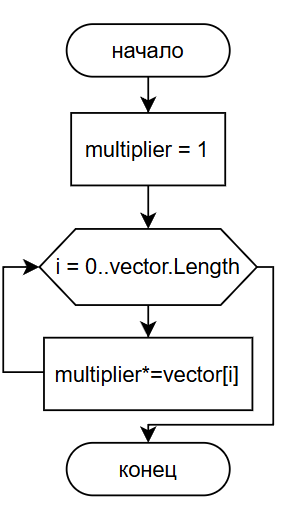 начало
multiplier = 1
i = 0..vector.Length
multiplier*=vector[i]
конец